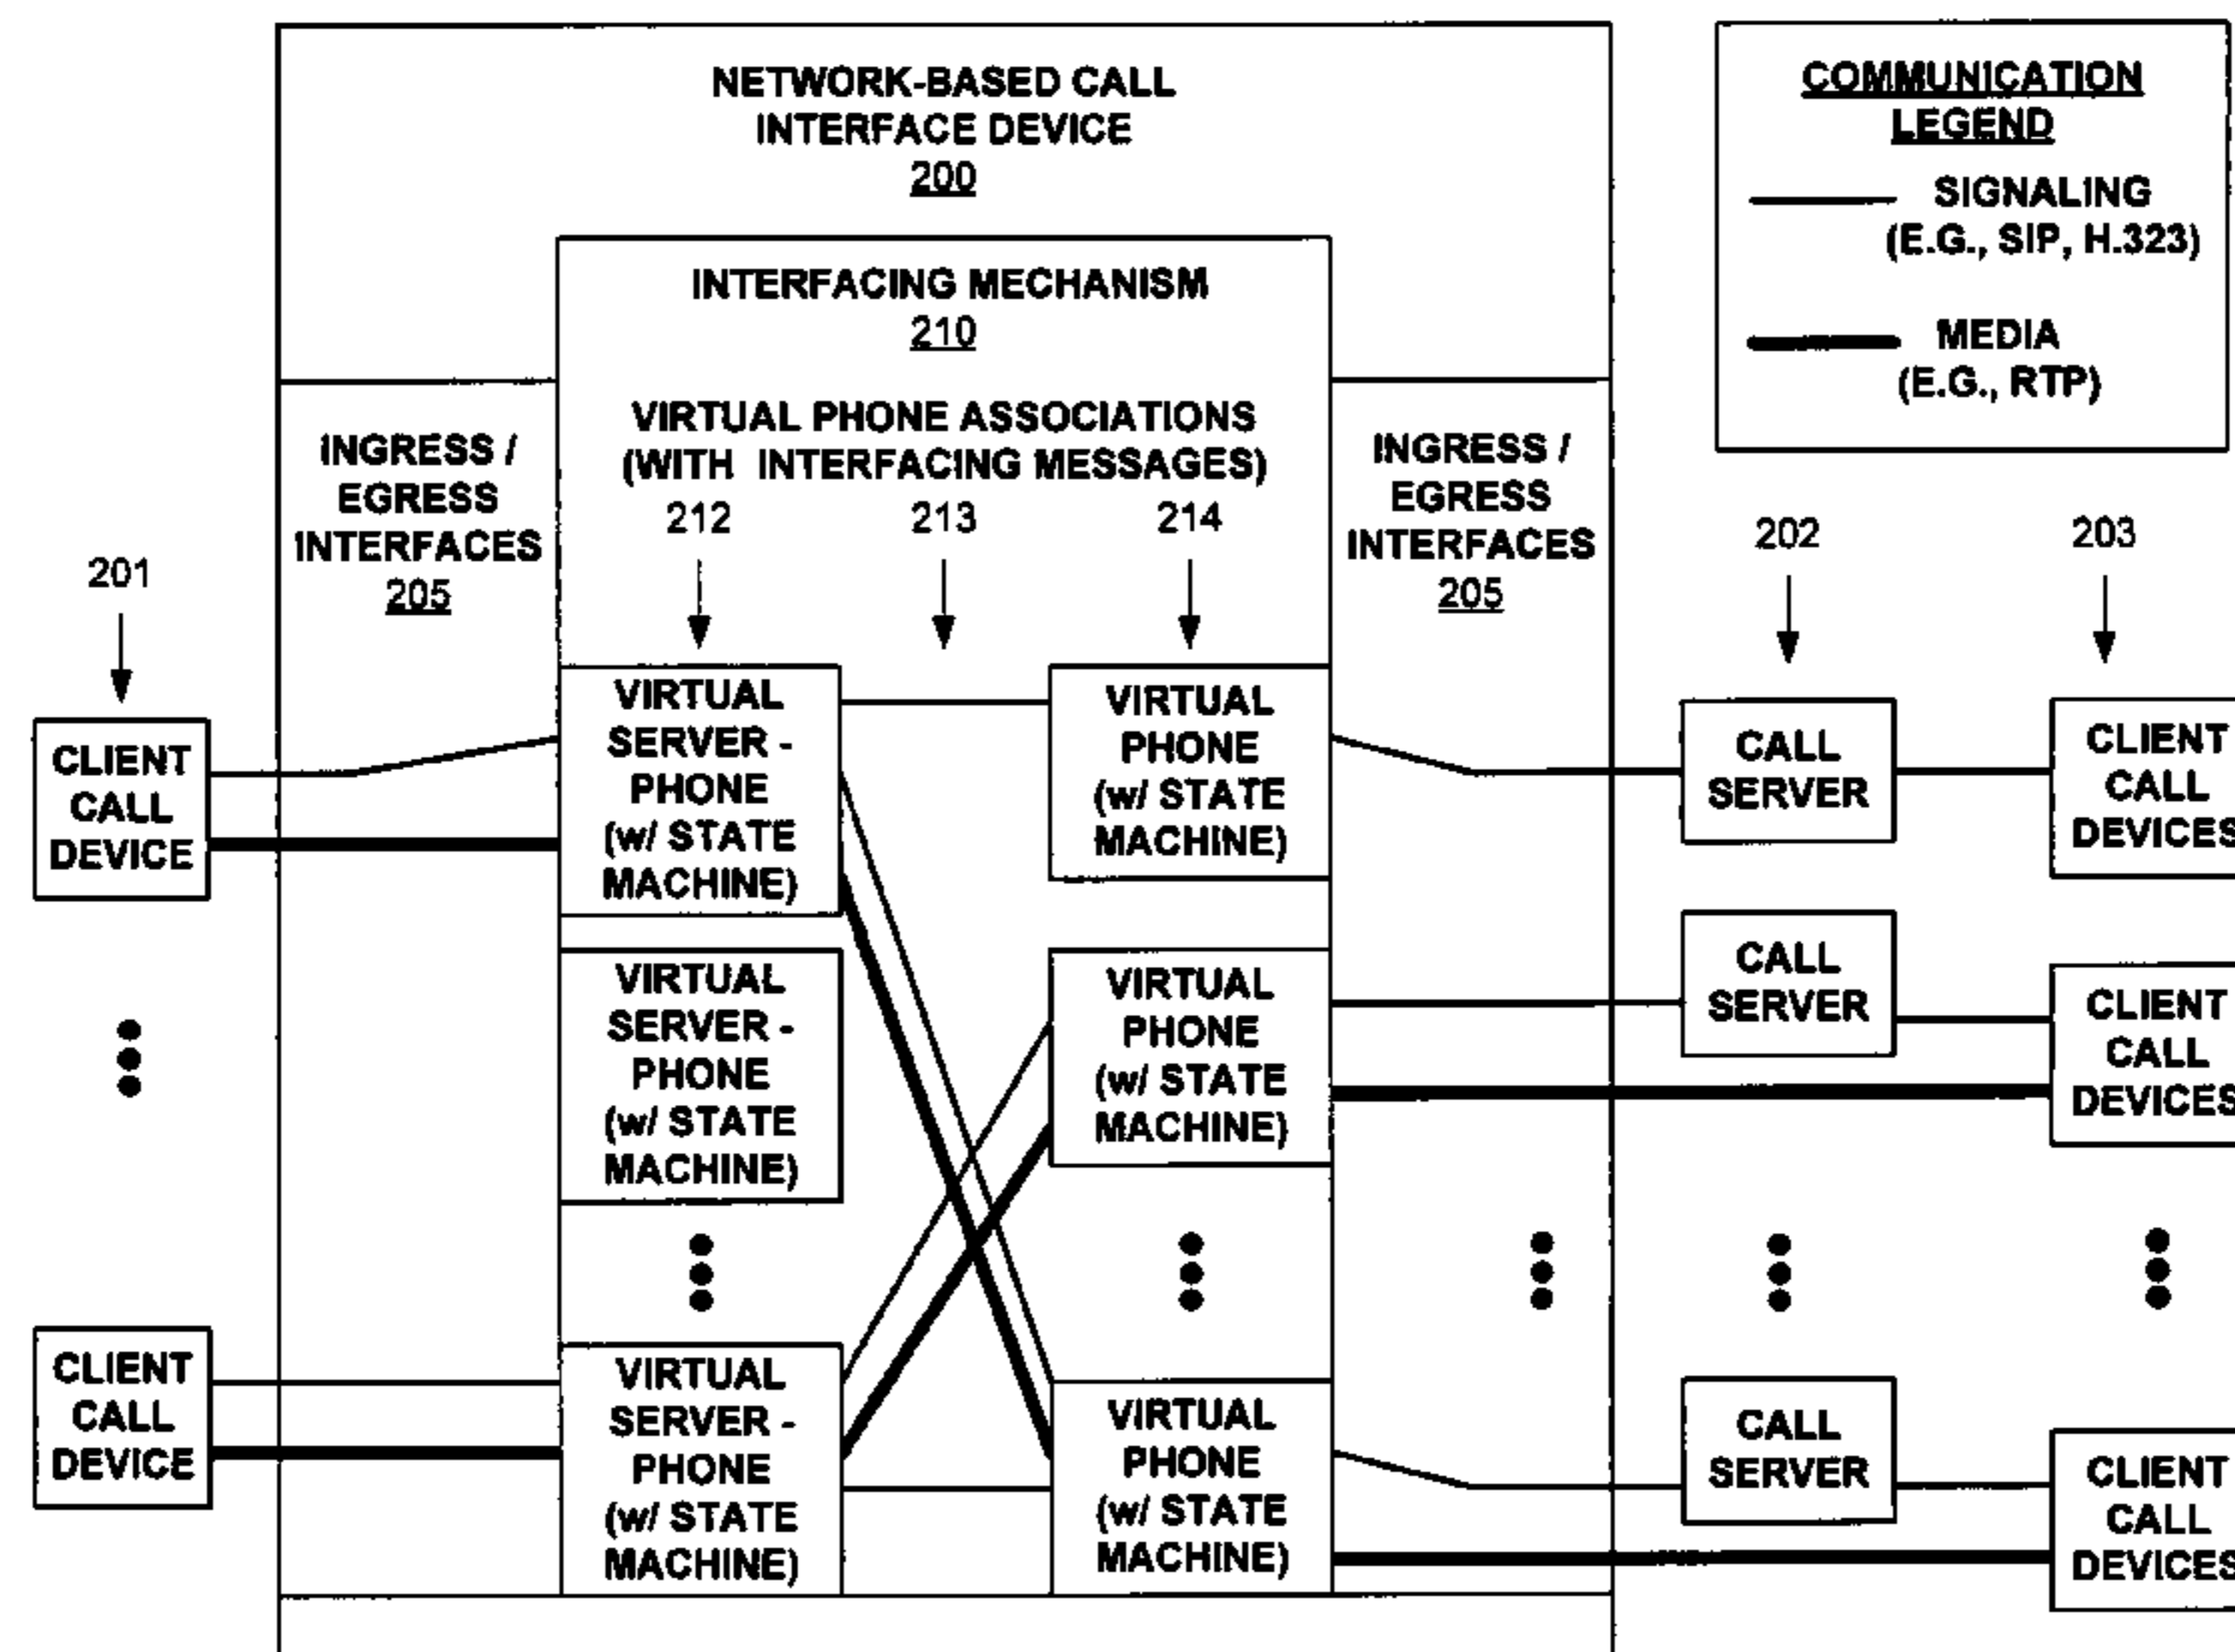 NETWORK-BASED CALL
INTERFACE DEVICE
200
COMMUNICATION
LEGEND
SIGNALING
(E.G., SIP, H.323)
MEDIA
(E.G., RTP)
INTERFACING MECHANISM
210
VIRTUAL PHONE ASSOCIATIONS
(WITH INTERFACING MESSAGES)
212
213
214
INGRESS /
EGRESS
INTERFACES
205
INGRESS /
EGRESS
INTERFACES
205
201
202
203
CLIENT
CALL
DEVICE
VIRTUAL
SERVER -
PHONE
(w/ STATE
MACHINE)
VIRTUAL
PHONE
(w/ STATE
MACHINE)
CALL
SERVER
CLIENT
CALL
DEVICES
VIRTUAL
SERVER -
PHONE
(w/ STATE
MACHINE)
VIRTUAL
PHONE
(w/ STATE
MACHINE)
CALL
SERVER
CLIENT
CALL
DEVICES
CLIENT
CALL
DEVICE
VIRTUAL
SERVER -
PHONE
(w/ STATE
MACHINE)
VIRTUAL
PHONE
(w/ STATE
MACHINE)
CALL
SERVER
CLIENT
CALL
DEVICES